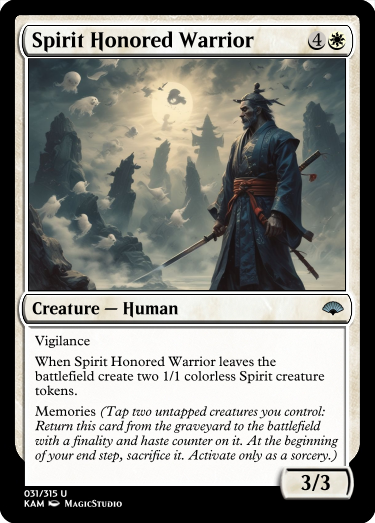 Spirit Honored Warrior 4
Creature — Human
Vigilance
When Spirit Honored Warrior leaves the
battlefield create two 1/1 colorless Spirit creature
tokens.
Memories (Tap two untapped creatures you control:
Return this card from the graveyard to the battlefield
with a finality and haste counter on it. At the beginning
of your end step, sacrifice it. Activate only as a sorcery.)
3/3
031/315 U
KAM MagicStudio